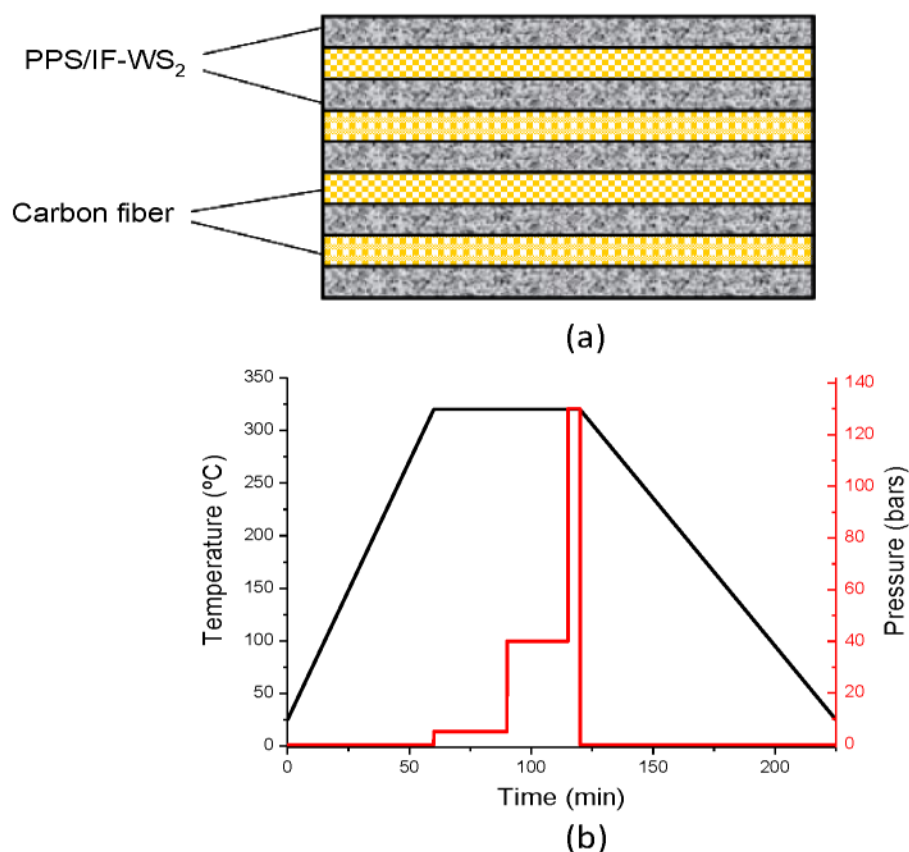 PPS/IF-WS₂
Carbon fiber
(a)
350
300
250
200
150
100
50
0
Temperature (ºC)
140
120
100
80
60
40
20
0
Pressure (bars)
0 50 100 150 200
Time (min)
(b)